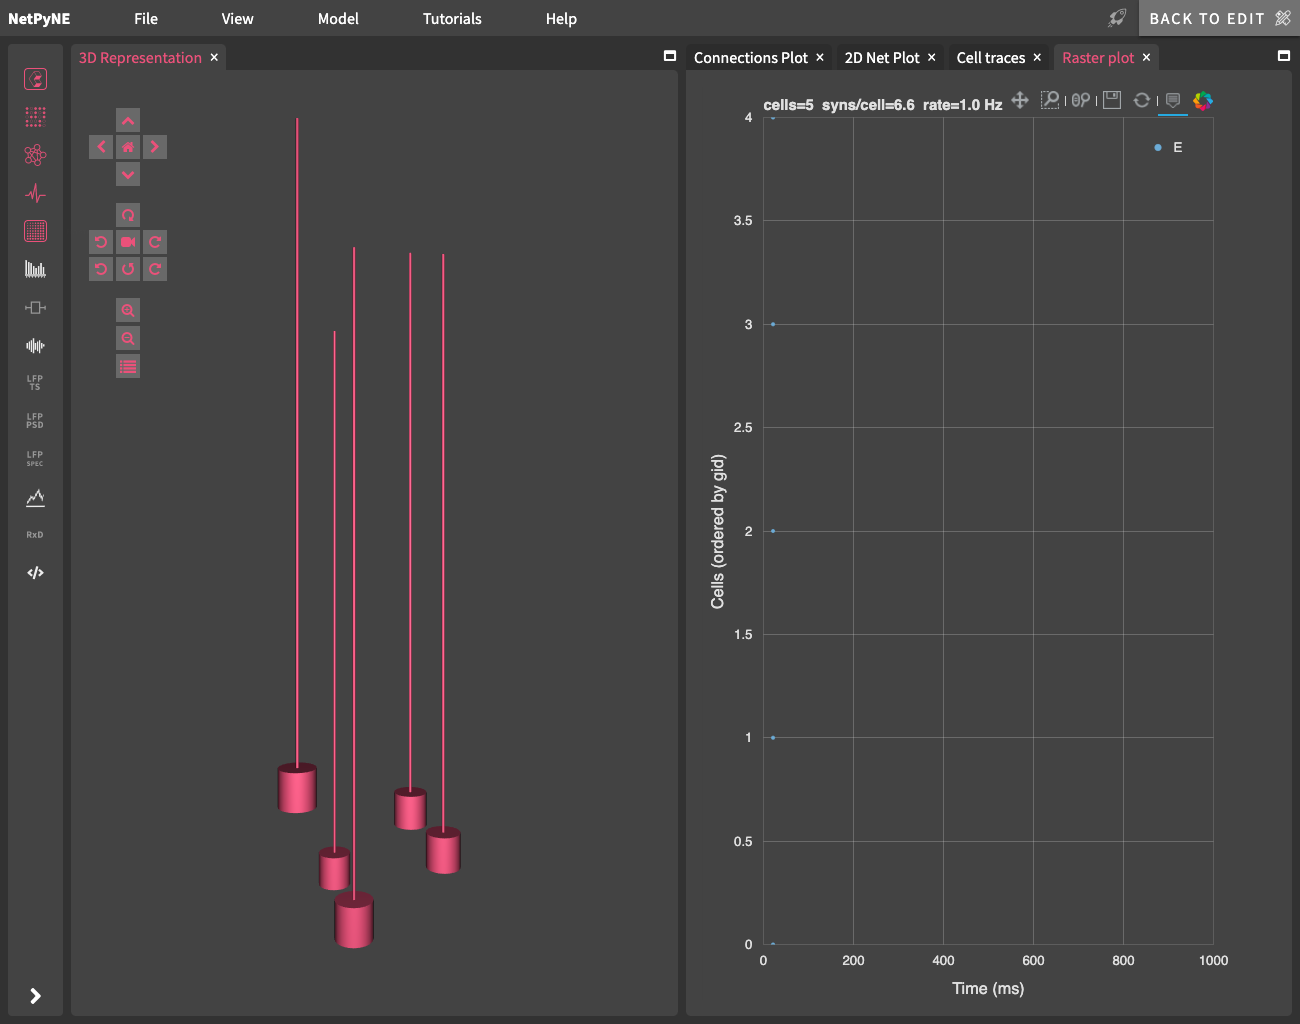 NetPyNE File View Model Tutorials Help BACK TO EDIT
3D Representation × Connections Plot × 2D Net Plot × Cell traces × Raster plot ×
LFP
TS
LFP
PSD
LFP
SPEC
RxD
cells=5 syns/cell=6.6 rate=1.0 Hz
E
4
3.5
3
2.5
2
1.5
1
0.5
0
Cells (ordered by gid)
0 200 400 600 800 1000
Time (ms)